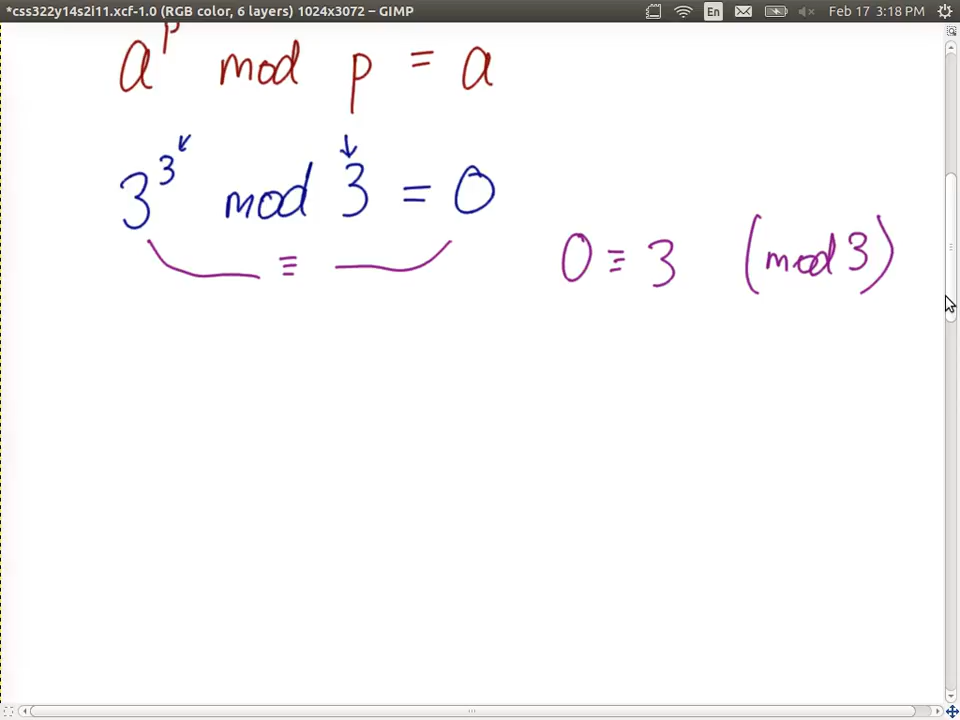 *css322y14s2i11.xcf-1.0 (RGB color, 6 layers) 1024x3072 – GIMP En Feb 17 3:18 PM
a^p mod p = a
3^3 mod 3 = 0
≡ 0 ≡ 3 (mod 3)